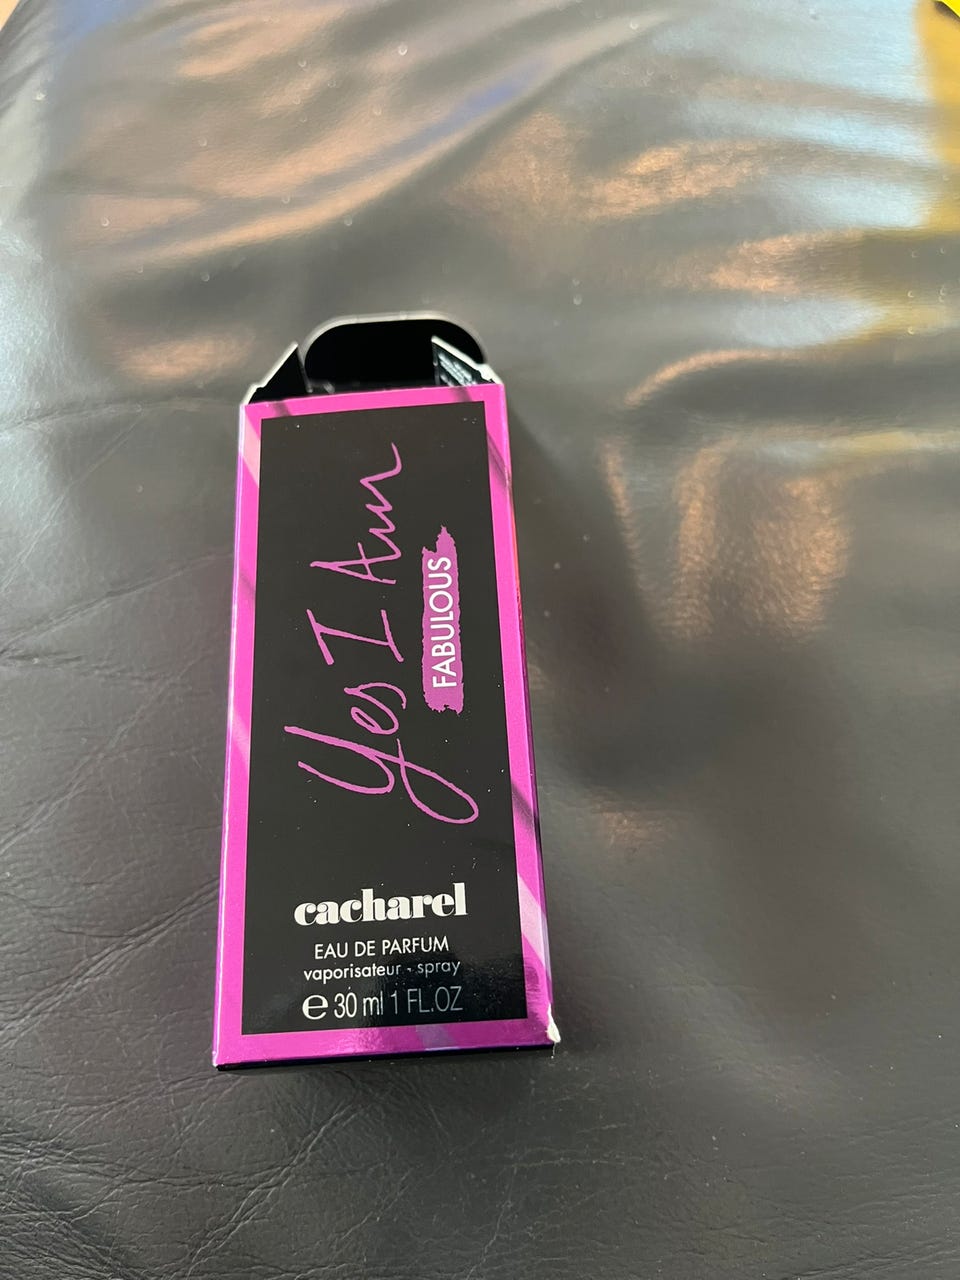 Yes I Am
FABULOUS
cacharel
EAU DE PARFUM
vaporisateur - spray
℮ 30 ml 1 FL.OZ